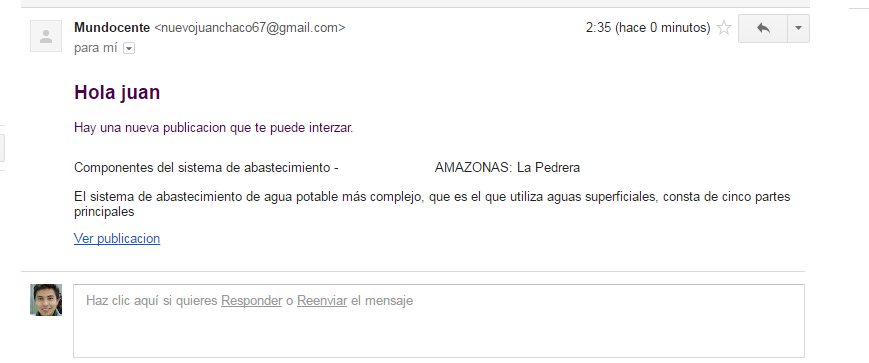 Mundocente <nuevojuanchaco67@gmail.com> 2:35 (hace 0 minutos)
para mí
Hola juan
Hay una nueva publicacion que te puede interzar.
Componentes del sistema de abastecimiento - AMAZONAS: La Pedrera
El sistema de abastecimiento de agua potable más complejo, que es el que utiliza aguas superficiales, consta de cinco partes
principales
Ver publicacion
Haz clic aquí si quieres Responder o Reenviar el mensaje